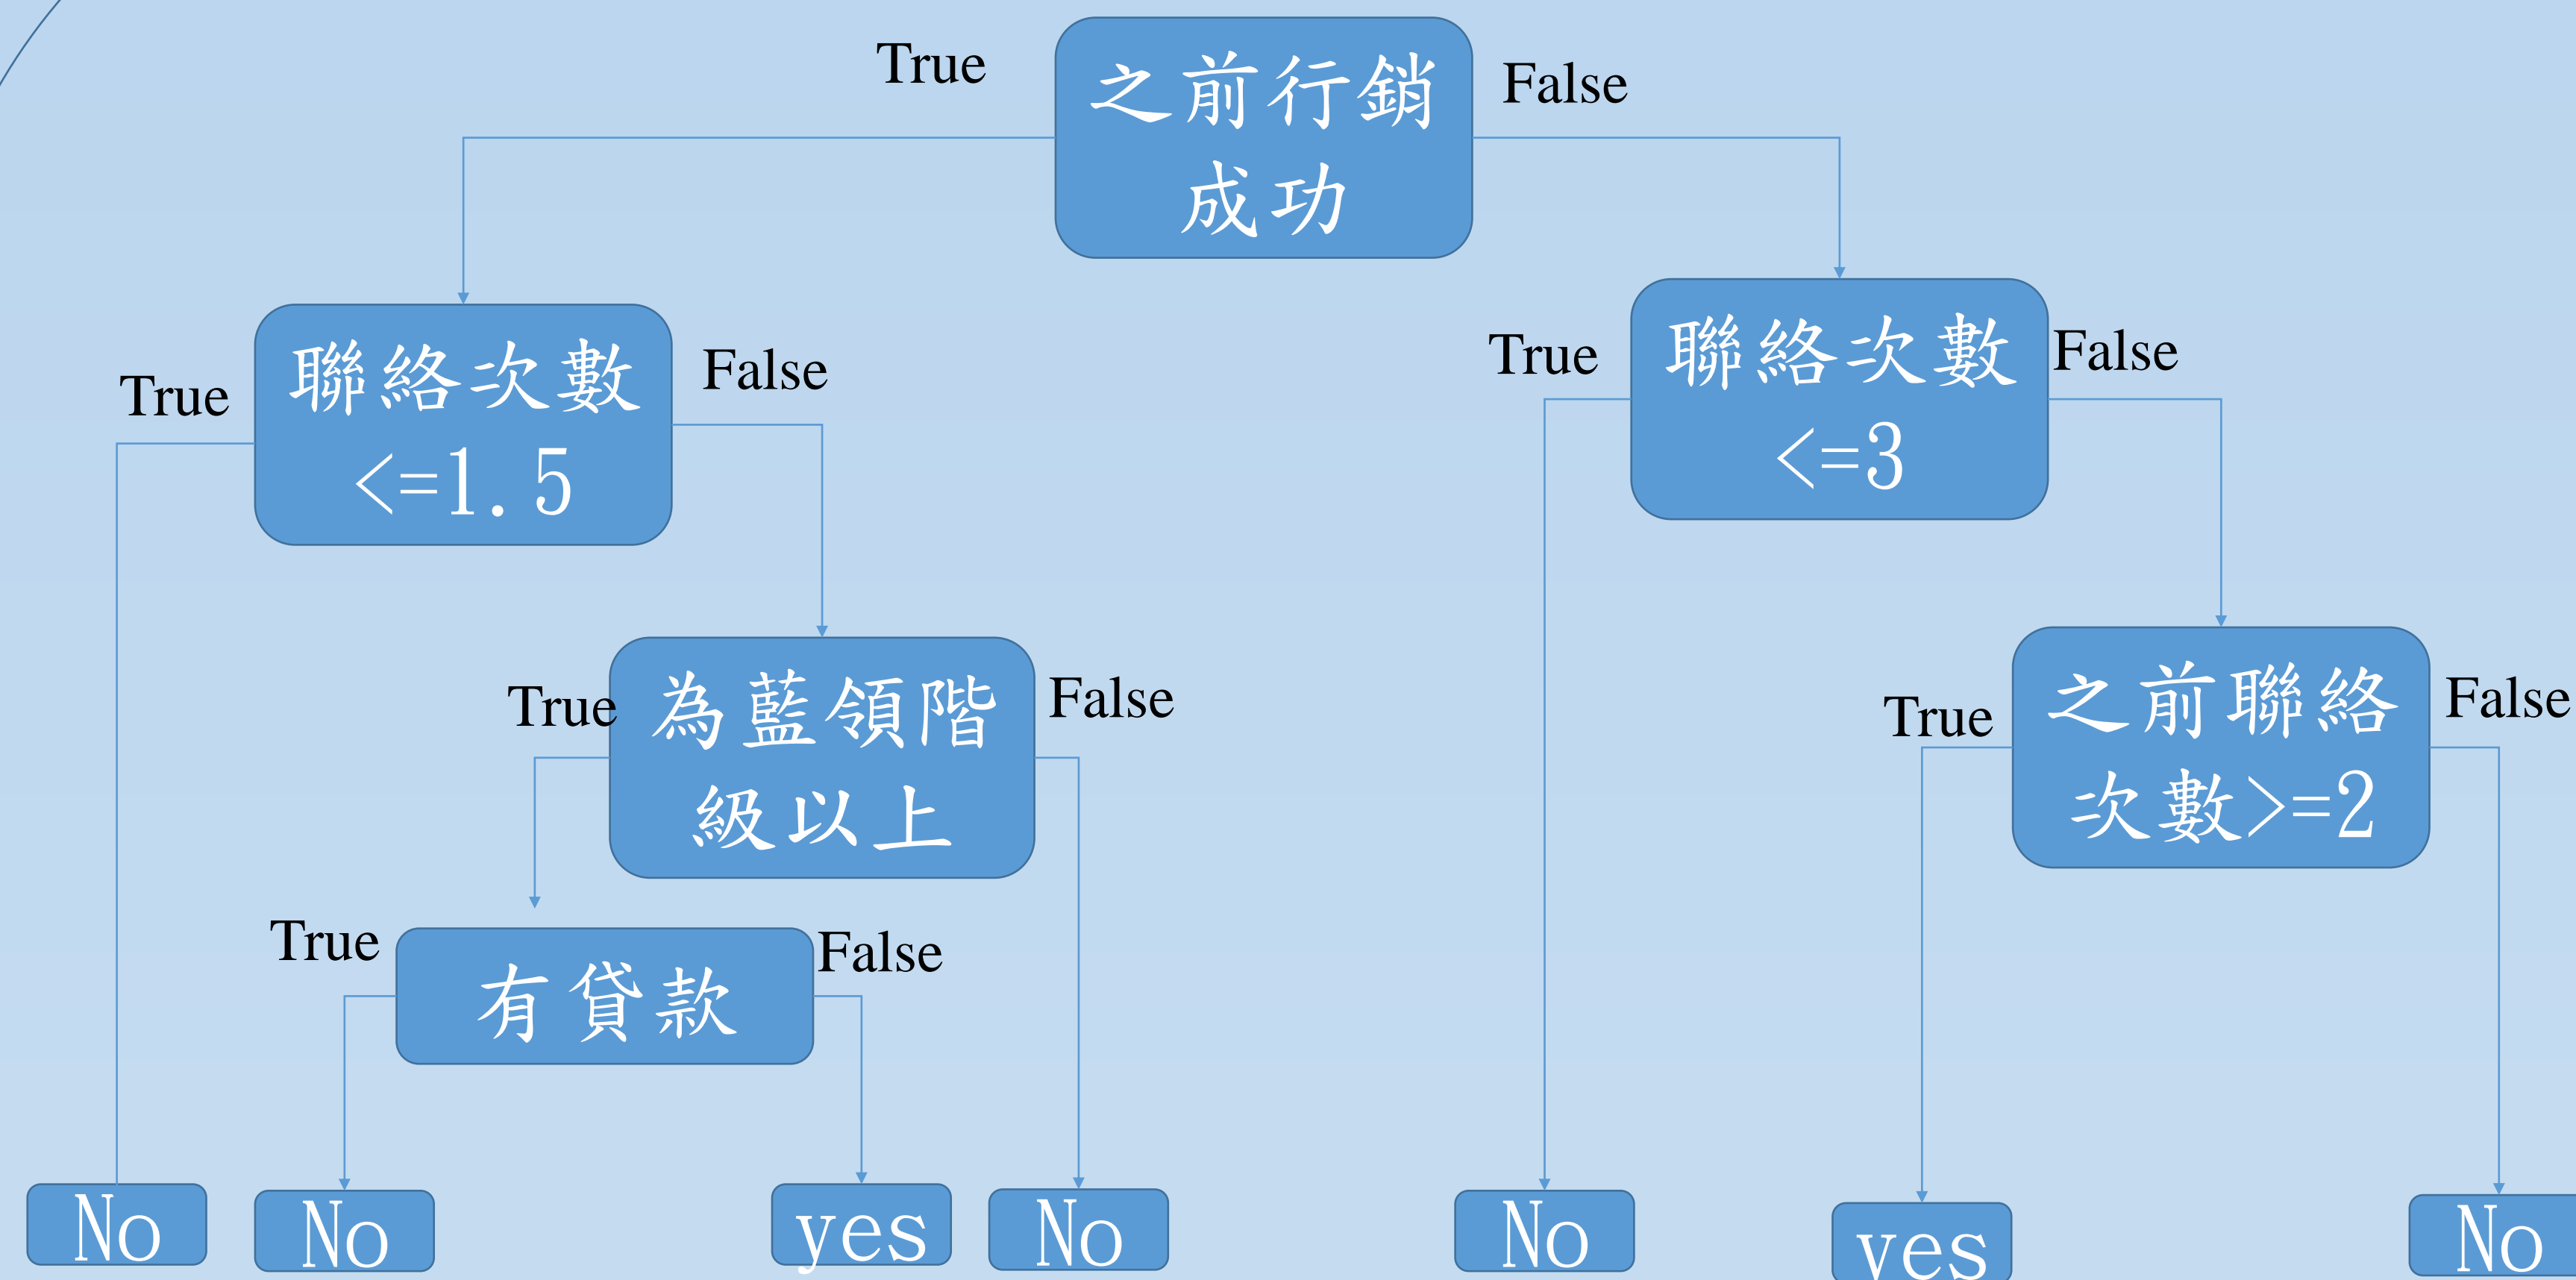 True
之前行銷
成功
False
True
聯絡次數
<=1.5
False
True
聯絡次數
<=3
False
True
為藍領階
級以上
False
True
之前聯絡
次數>=2
False
True
有貸款
False
No
No
yes
No
No
yes
No